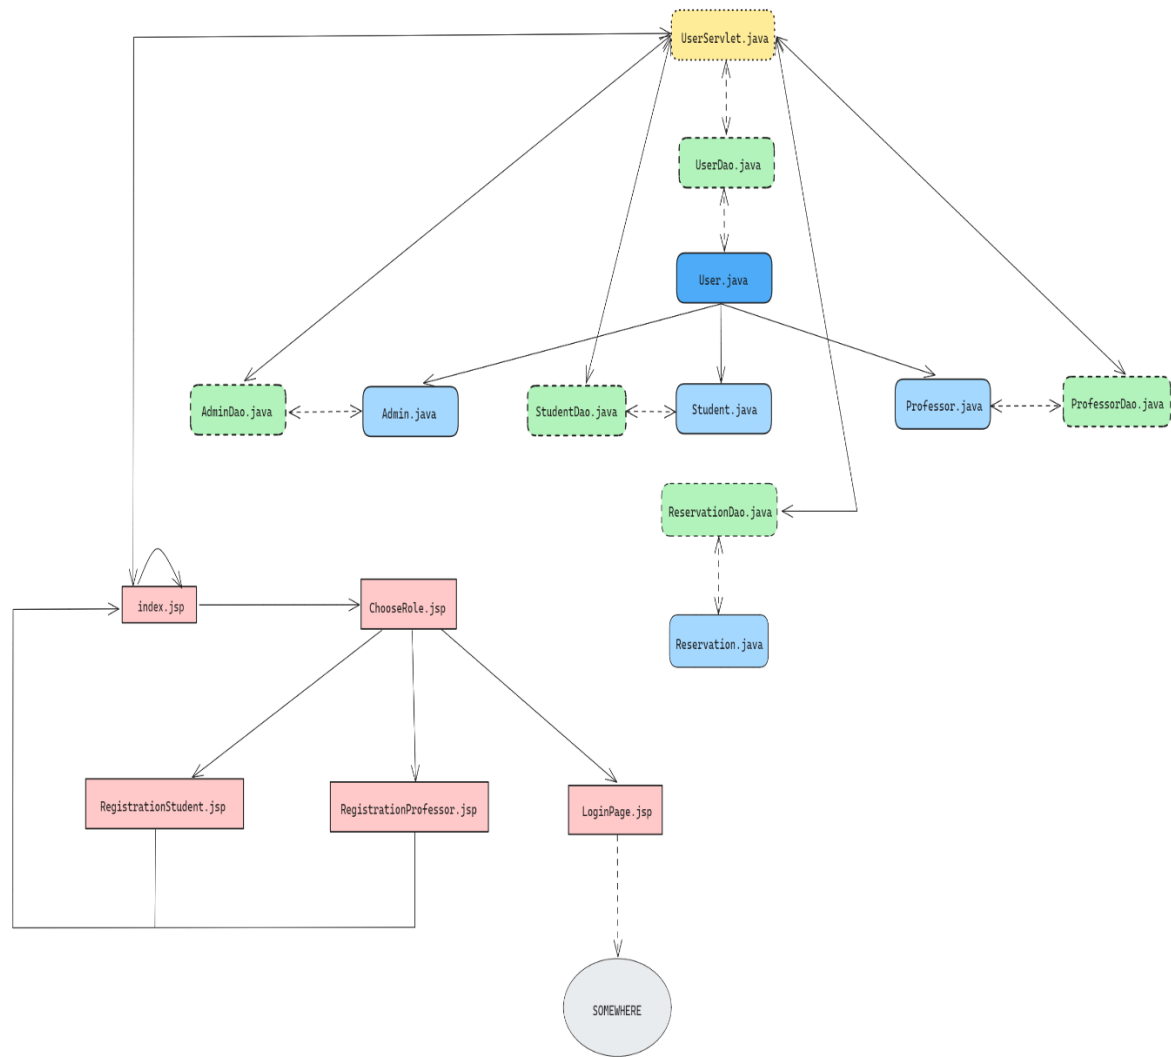 UserServlet.java
UserDao.java
User.java
AdminDao.java
Admin.java
StudentDao.java
Student.java
Professor.java
ProfessorDao.java
ReservationDao.java
index.jsp
ChooseRole.jsp
Reservation.java
RegistrationStudent.jsp
RegistrationProfessor.jsp
LoginPage.jsp
SOMEWHERE